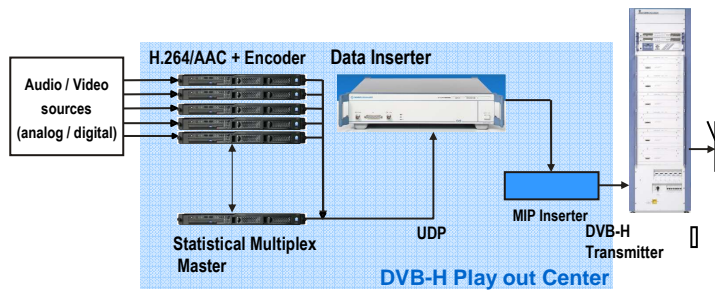 H.264/AAC + Encoder
Data Inserter
Audio / Video
sources
(analog / digital)
MIP Inserter
UDP
DVB-H
Transmitter
Statistical Multiplex
Master
DVB-H Play out Center